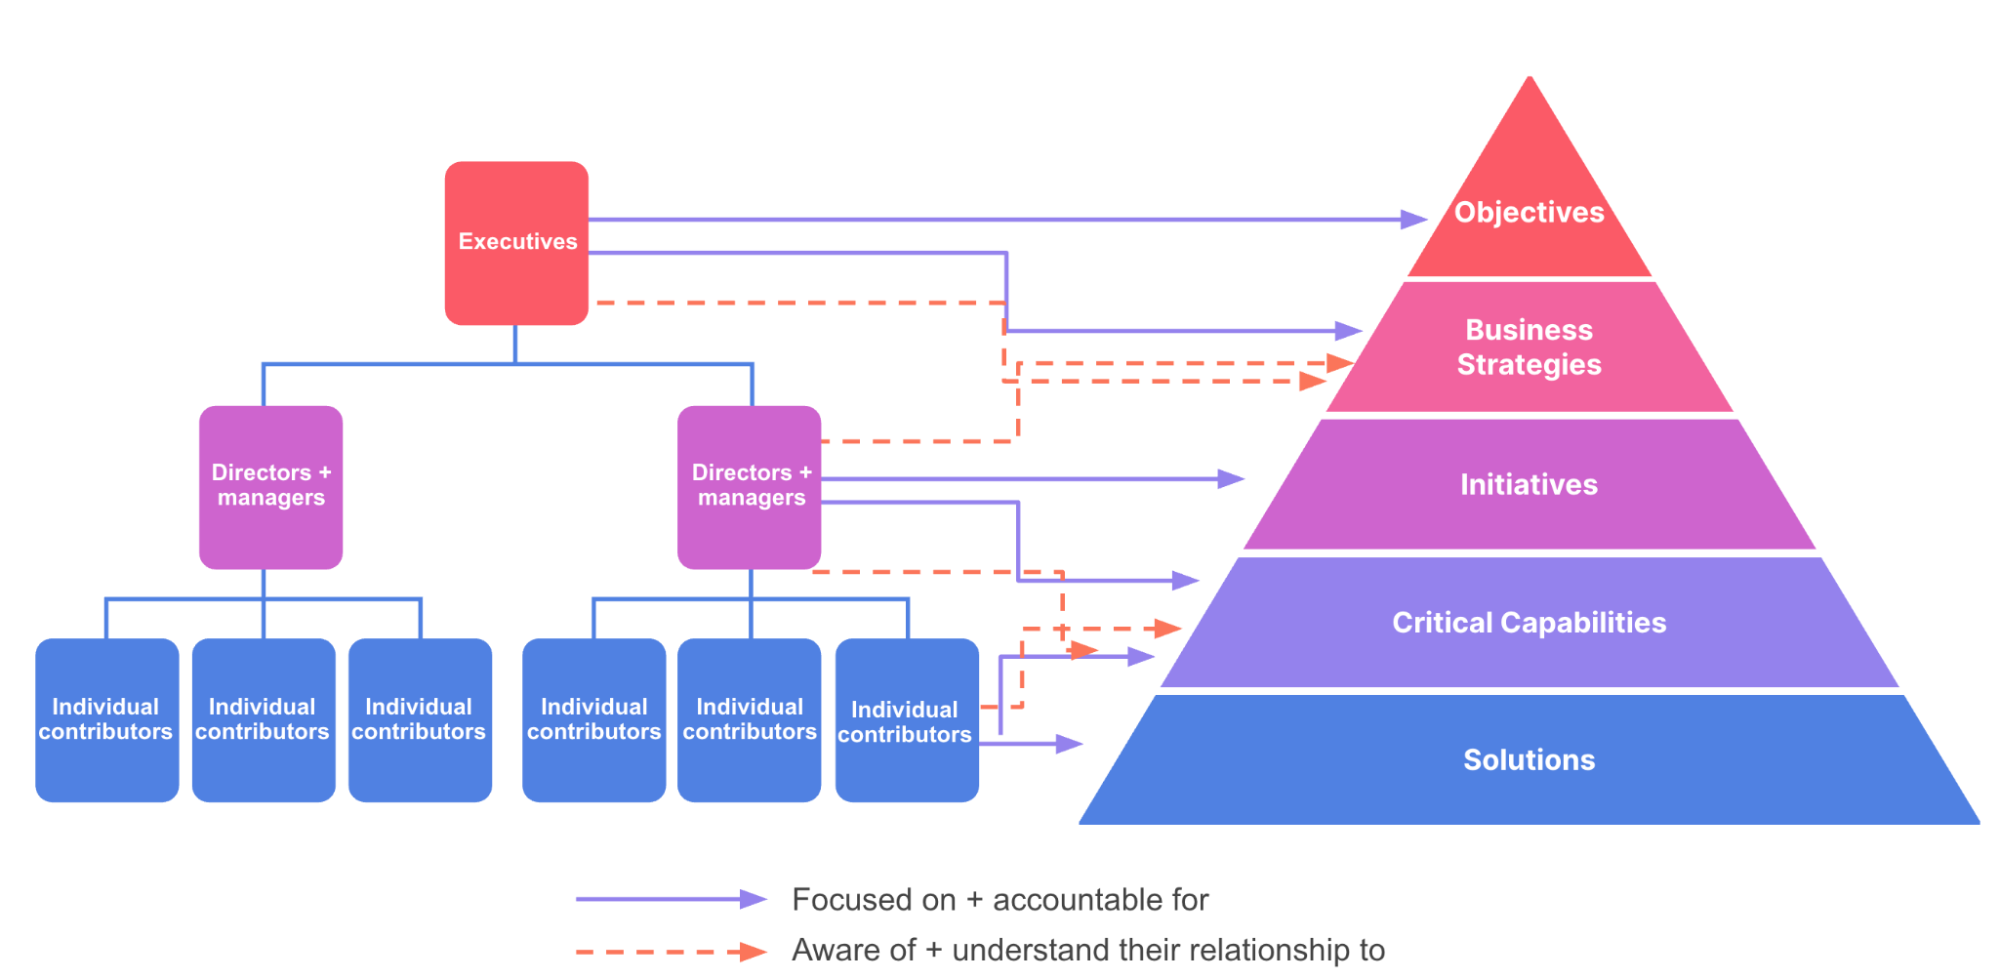 Executives
Objectives
Business
Strategies
Directors +
managers
Directors +
managers
Initiatives
Critical Capabilities
Individual
contributors
Individual
contributors
Individual
contributors
Individual
contributors
Individual
contributors
Individual
contributors
Solutions
Focused on + accountable for
Aware of + understand their relationship to